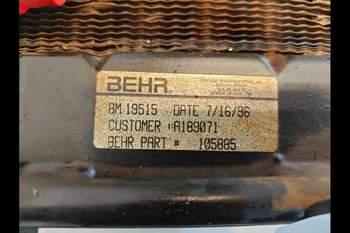 BEHR
BM 19515 DATE 7/16/96
CUSTOMER #A189071
BEHR PART # 105885